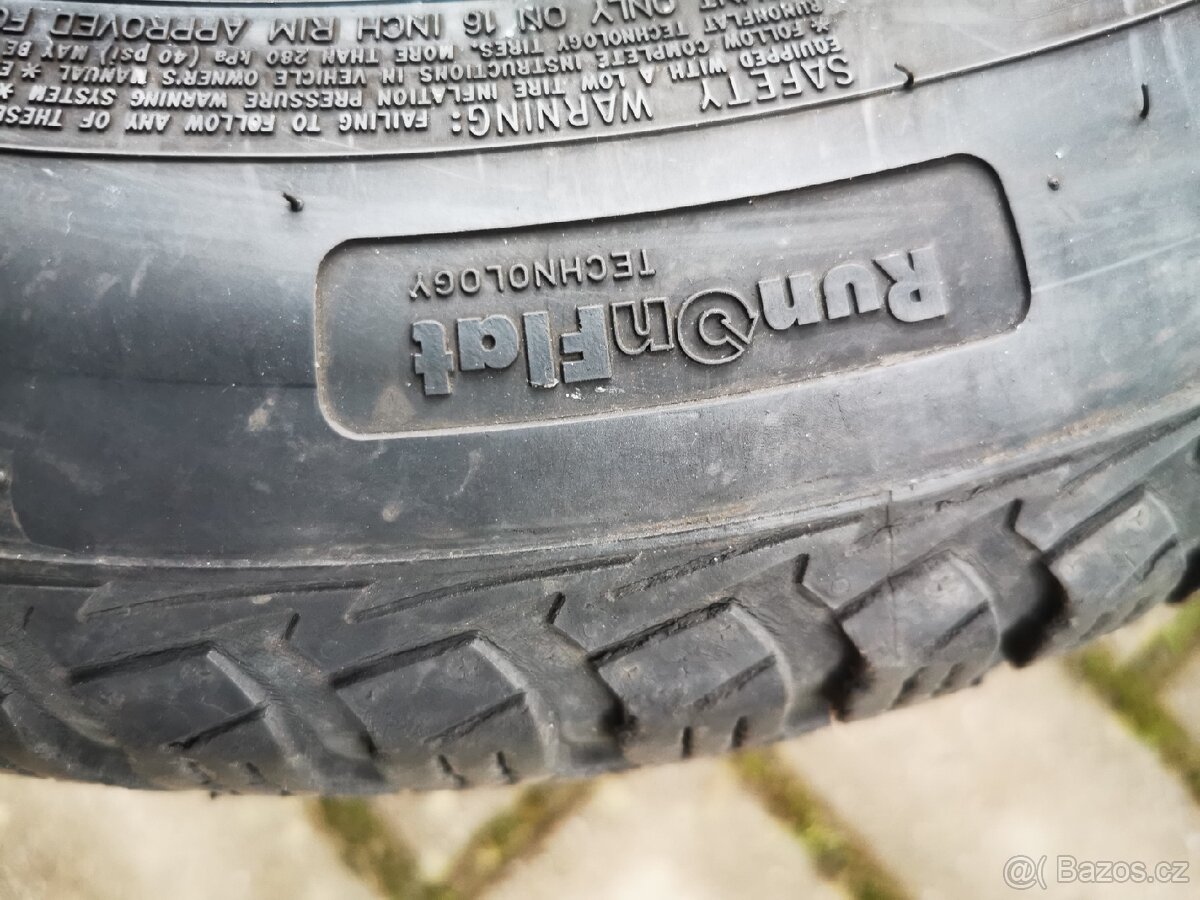 RunOnFlat
TECHNOLOGY
SAFETY WARNING: FAILING TO FOLLOW ANY OF THESE
EQUIPPED WITH A LOW TIRE INFLATION PRESSURE WARNING SYSTEM *
* FOLLOW COMPLETE INSTRUCTIONS IN VEHICLE OWNER'S MANUAL * E
RUNONFLAT TECHNOLOGY TIRES. MORE THAN 280 kPa (40 psi) MAY BE
ONLY ON 16 INCH RIM APPROVED FO
Bazos.cz